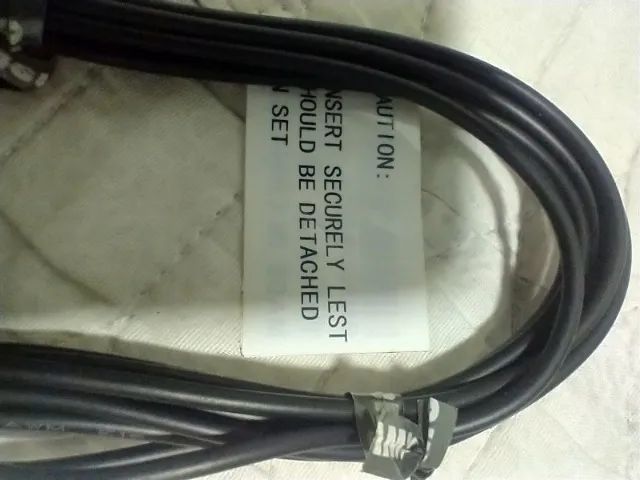 AUTION:
NSERT SECURELY LEST
HOULD BE DETACHED
N SET